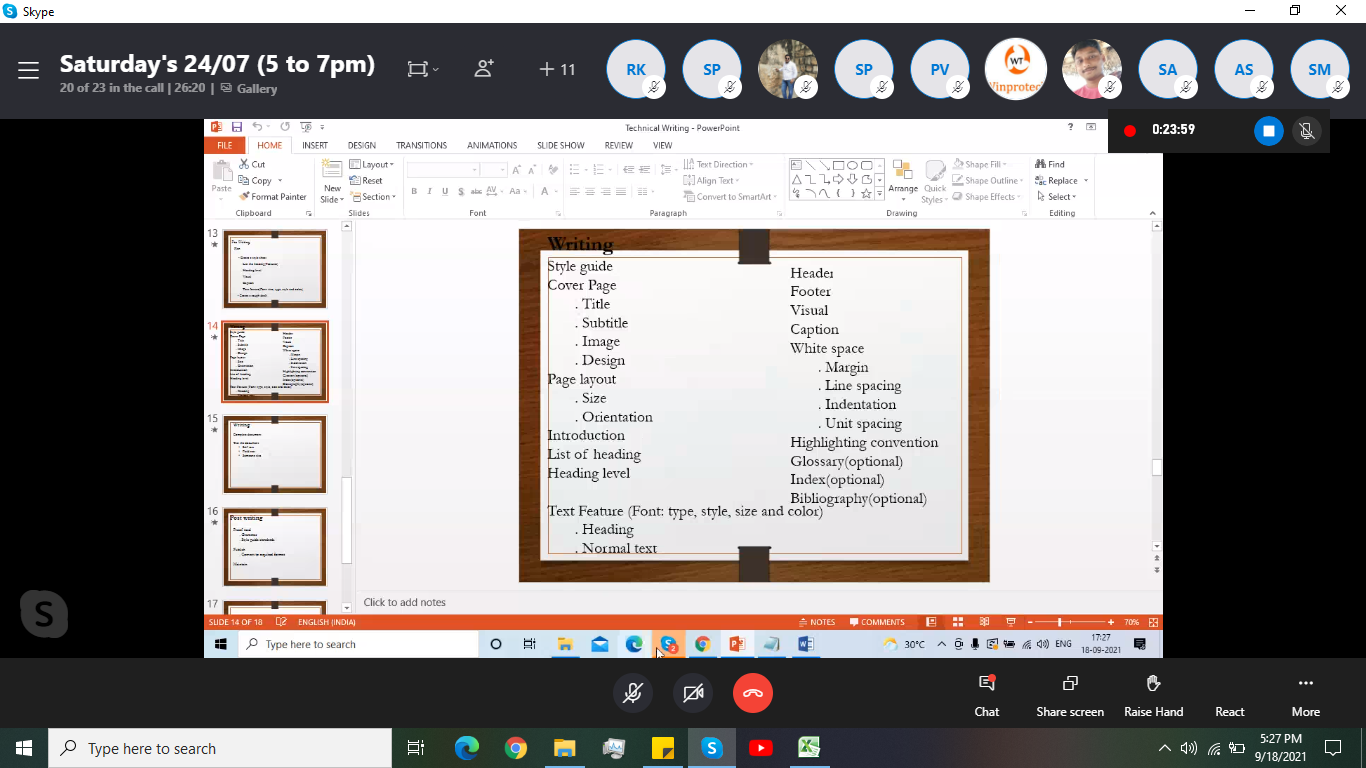 Skype
Saturday's 24/07 (5 to 7pm)
20 of 23 in the call | 26:20 | Gallery
+ 11
RK
SP
SP
PV
WT
Winprotech
SA
AS
SM
0:23:59
Technical Writing - PowerPoint
FILE HOME INSERT DESIGN TRANSITIONS ANIMATIONS SLIDE SHOW REVIEW VIEW
Paste
Cut
Copy
Format Painter
Clipboard
New Slide
Layout
Reset
Section
Slides
Font
Text Direction
Align Text
Convert to SmartArt
Paragraph
Arrange
Quick Styles
Shape Fill
Shape Outline
Shape Effects
Drawing
Find
Replace
Select
Editing
13
14
15
Writing
16
Post writing
17
Writing
Style guide
Cover Page
. Title
. Subtitle
. Image
. Design
Page layout
. Size
. Orientation
Introduction
List of heading
Heading level
Text Feature (Font: type, style, size and color)
. Heading
. Normal text
Header
Footer
Visual
Caption
White space
. Margin
. Line spacing
. Indentation
. Unit spacing
Highlighting convention
Glossary(optional)
Index(optional)
Bibliography(optional)
Click to add notes
SLIDE 14 OF 18 ENGLISH (INDIA) NOTES COMMENTS 70%
Type here to search
30°C
ENG
17:27
18-09-2021
Chat
Share screen
Raise Hand
React
More
Type here to search
5:27 PM
9/18/2021